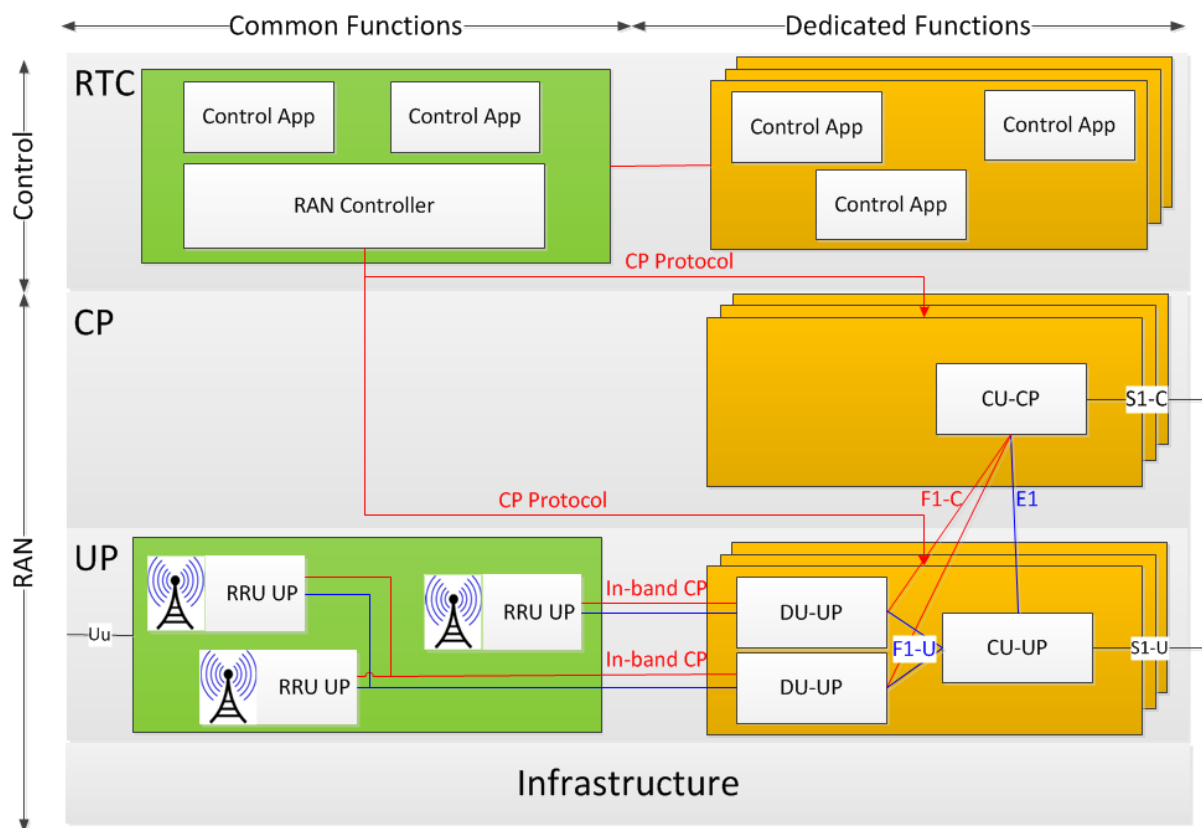 Common Functions
Dedicated Functions
RTC
Control
Control App
Control App
RAN Controller
Control App
Control App
Control App
CP Protocol
RAN
CP
CU-CP
S1-C
CP Protocol
F1-C
E1
UP
RRU UP
RRU UP
RRU UP
Uu
In-band CP
In-band CP
DU-UP
DU-UP
F1-U
CU-UP
S1-U
Infrastructure